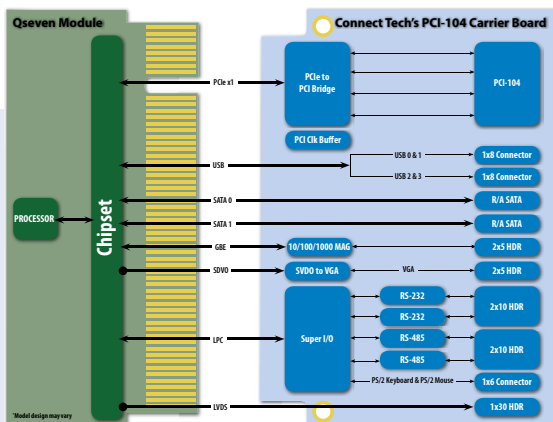 Qseven Module
Connect Tech's PCI-104 Carrier Board
PCIe x1
PCIe to
PCI Bridge
PCI-104
PCI Clk Buffer
USB
USB 0 & 1
1x8 Connector
USB 2 & 3
1x8 Connector
SATA 0
R/A SATA
PROCESSOR
Chipset
SATA 1
R/A SATA
GBE
10/100/1000 MAG
2x5 HDR
SDVO
SVDO to VGA
VGA
2x5 HDR
LPC
Super I/O
RS-232
RS-232
2x10 HDR
RS-485
RS-485
2x10 HDR
PS/2 Keyboard & PS/2 Mouse
1x6 Connector
LVDS
1x30 HDR
*Model design may vary